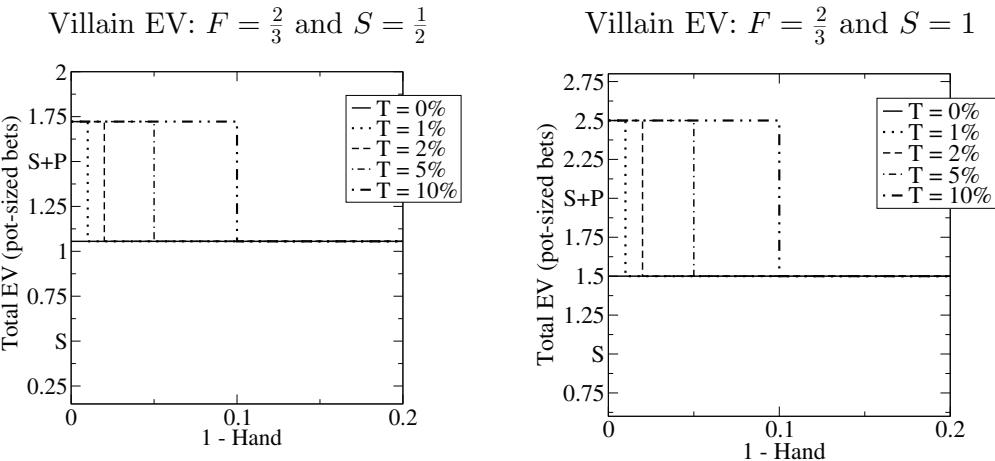 Villain EV: F = 2/3 and S = 1/2
Total EV (pot-sized bets)
2
1.75
S+P
1.25
1
0.75
S
0.25
T = 0%
T = 1%
T = 2%
T = 5%
T = 10%
0
0.1
0.2
1 - Hand
Villain EV: F = 2/3 and S = 1
Total EV (pot-sized bets)
2.75
2.5
2.25
S+P
1.75
1.5
1.25
S
0.75
T = 0%
T = 1%
T = 2%
T = 5%
T = 10%
0
0.1
0.2
1 - Hand